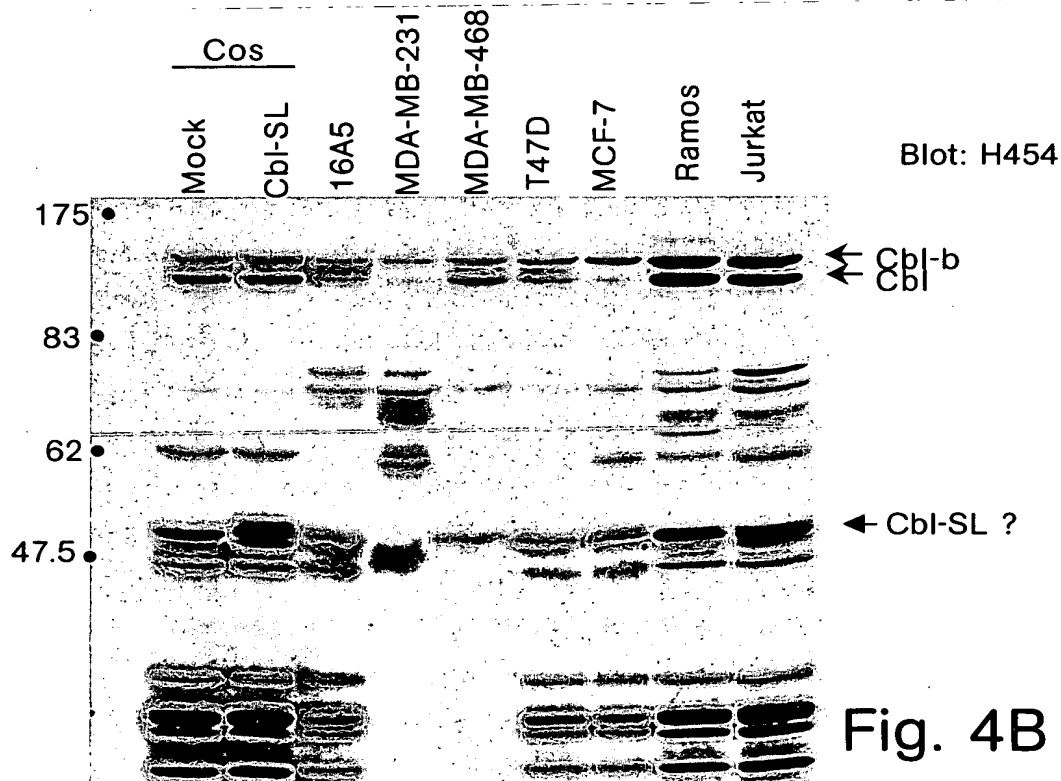 Cos
Mock
Cbl-SL
16A5
MDA-MB-231
MDA-MB-468
T47D
MCF-7
Ramos
Jurkat
Blot: H454
175
Cbl-b
Cbl
83
62
Cbl-SL ?
47.5
Fig. 4B